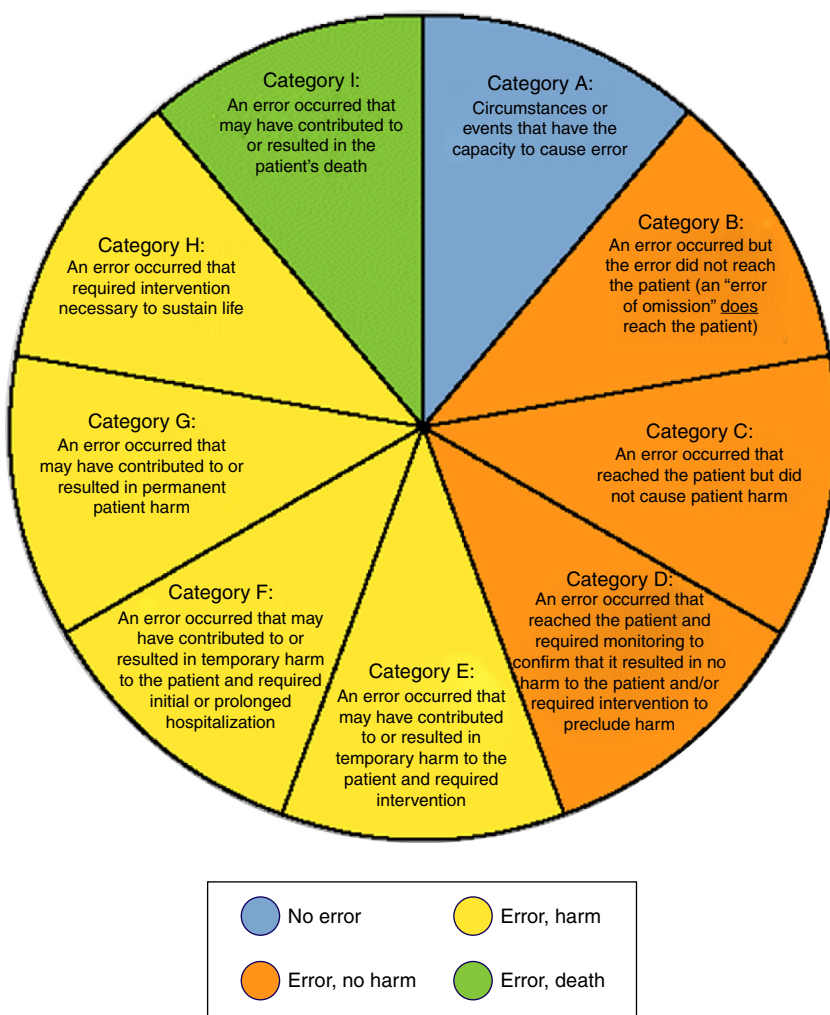 Category I:
An error occurred that
may have contributed to
or resulted in the
patient's death
Category A:
Circumstances or
events that have the
capacity to cause error
Category B:
An error occurred but
the error did not reach
the patient (an “error
of omission” does
reach the patient)
Category C:
An error occurred that
reached the patient but did
not cause patient harm
Category D:
An error occurred that
reached the patient and
required monitoring to
confirm that it resulted in no
harm to the patient and/or
required intervention to
preclude harm
Category E:
An error occurred that
may have contributed
to or resulted in
temporary harm to the
patient and required
intervention
Category F:
An error occurred that may
have contributed to or
resulted in temporary harm
to the patient and required
initial or prolonged
hospitalization
Category G:
An error occurred that
may have contributed to or
resulted in permanent
patient harm
Category H:
An error occurred that
required intervention
necessary to sustain life
No error
Error, harm
Error, no harm
Error, death